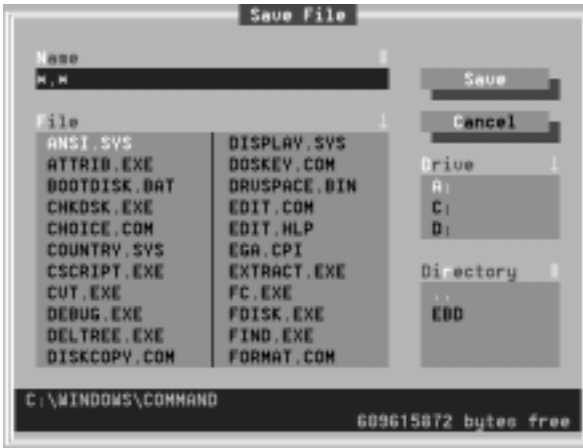 Save File
Name
*.*
Save
File
Cancel
ANSI.SYS
ATTRIB.EXE
BOOTDISK.BAT
CHKDSK.EXE
CHOICE.COM
COUNTRY.SYS
CSCRIPT.EXE
CVT.EXE
DEBUG.EXE
DELTREE.EXE
DISKCOPY.COM
DISPLAY.SYS
DOSKEY.COM
DRVSPACE.BIN
EDIT.COM
EDIT.HLP
EGA.CPI
EXTRACT.EXE
FC.EXE
FDISK.EXE
FIND.EXE
FORMAT.COM
Drive
A:
C:
D:
Directory
..
EBD
C:\WINDOWS\COMMAND
609615872 bytes free